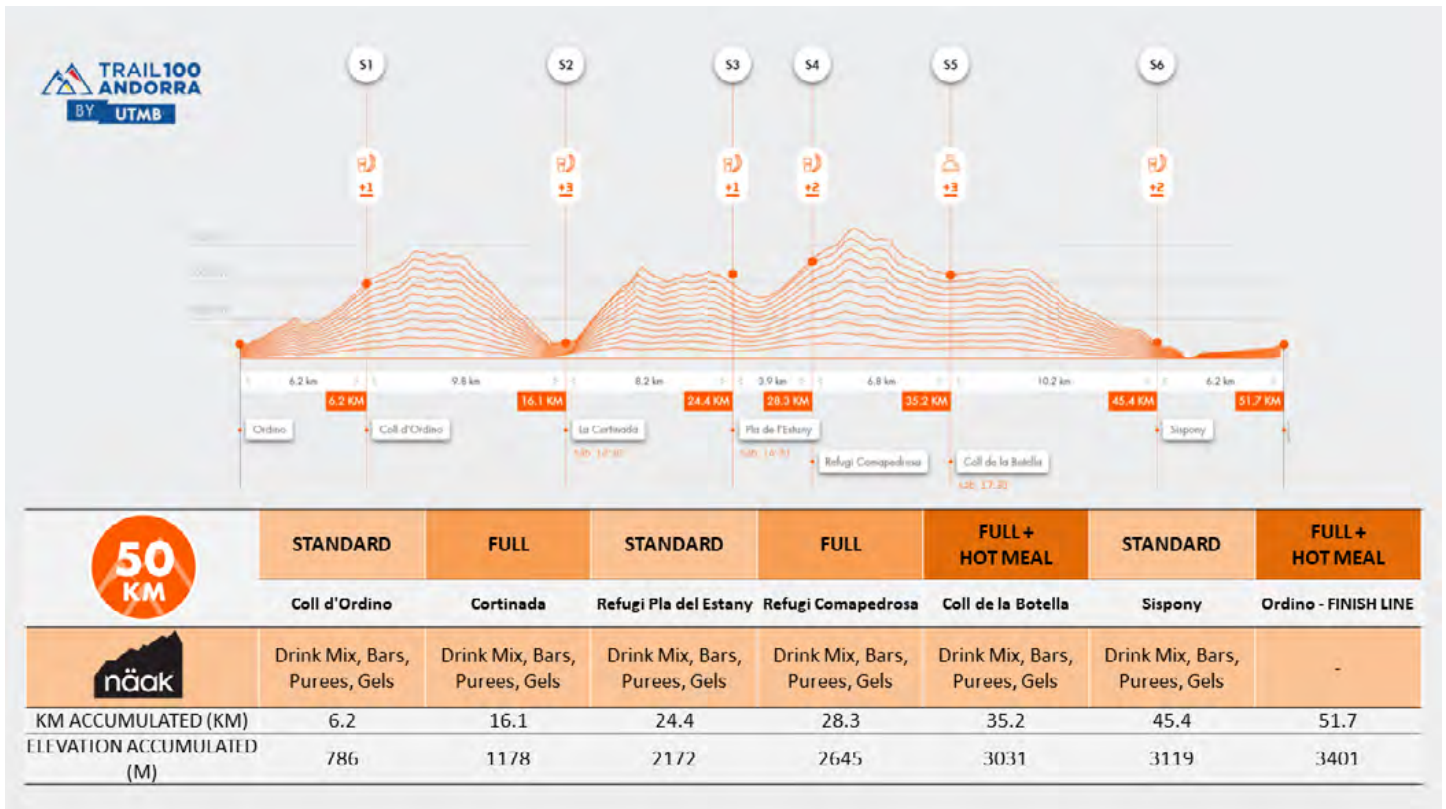 TRAIL100
ANDORRA
BY UTMB
S1 S2 S3 S4 S5 S6
+1 +3 +1 +2 +3 +2
6.2 km 9.8 km 8.2 km 3.9 km 6.8 km 10.2 km 6.2 km
6.2 KM 16.1 KM 24.4 KM 28.3 KM 35.2 KM 45.4 KM 51.7 KM
Ordino Coll d'Ordino La Cortinada Pla de l'Estany Sispony
Refugi Comapedrosa Coll de la Botella
50 KM
STANDARD FULL STANDARD FULL FULL + HOT MEAL STANDARD FULL + HOT MEAL
Coll d'Ordino Cortinada Refugi Pla del Estany Refugi Comapedrosa Coll de la Botella Sispony Ordino - FINISH LINE
näak
Drink Mix, Bars, Drink Mix, Bars, Drink Mix, Bars, Drink Mix, Bars, Drink Mix, Bars, Drink Mix, Bars, -
Purees, Gels Purees, Gels Purees, Gels Purees, Gels Purees, Gels Purees, Gels
KM ACCUMULATED (KM) 6.2 16.1 24.4 28.3 35.2 45.4 51.7
ELEVATION ACCUMULATED (M) 786 1178 2172 2645 3031 3119 3401